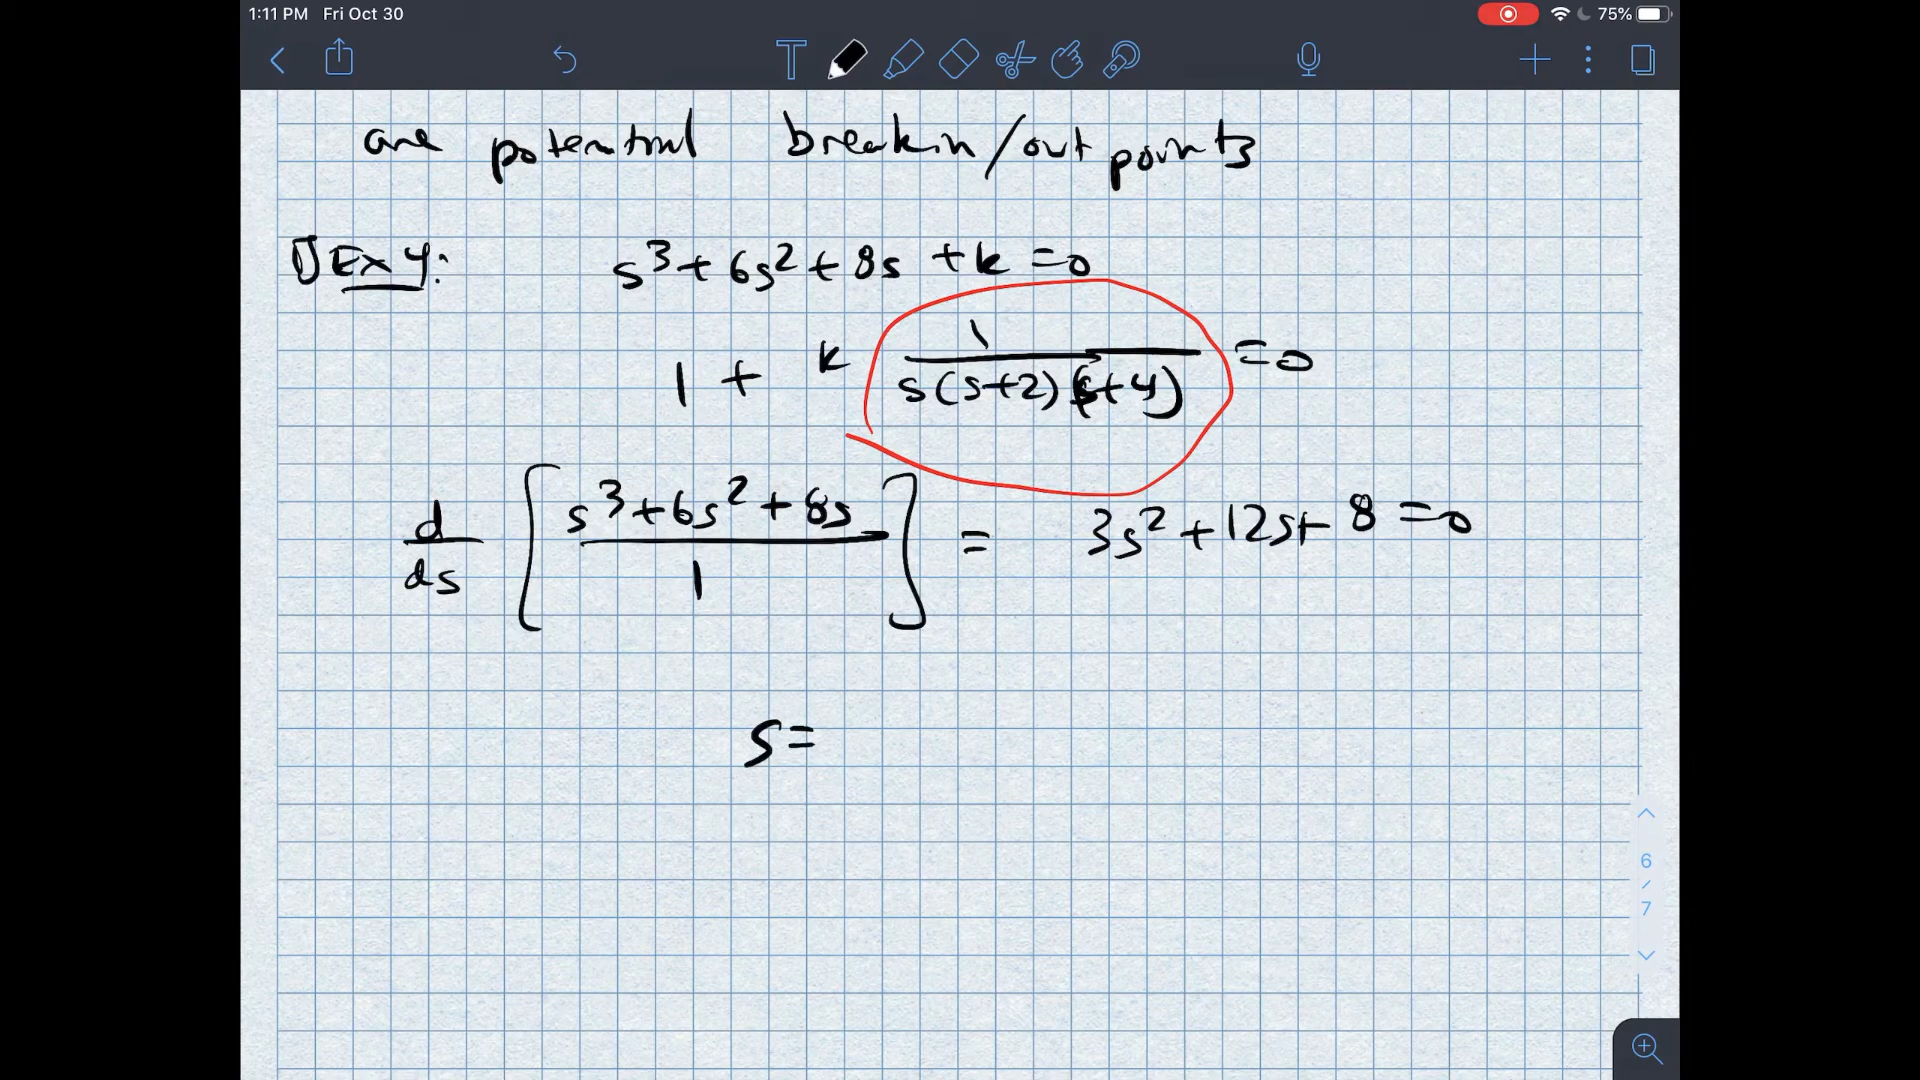 1:11 PM Fri Oct 30 75%
are potential breakin/out points
Ex 4: s³ + 6s² + 8s + k = 0
1 + k 1/(s(s+2)(s+4)) = 0
d/ds [(s³ + 6s² + 8s)/1] = 3s² + 12s + 8 = 0
s =
6/7